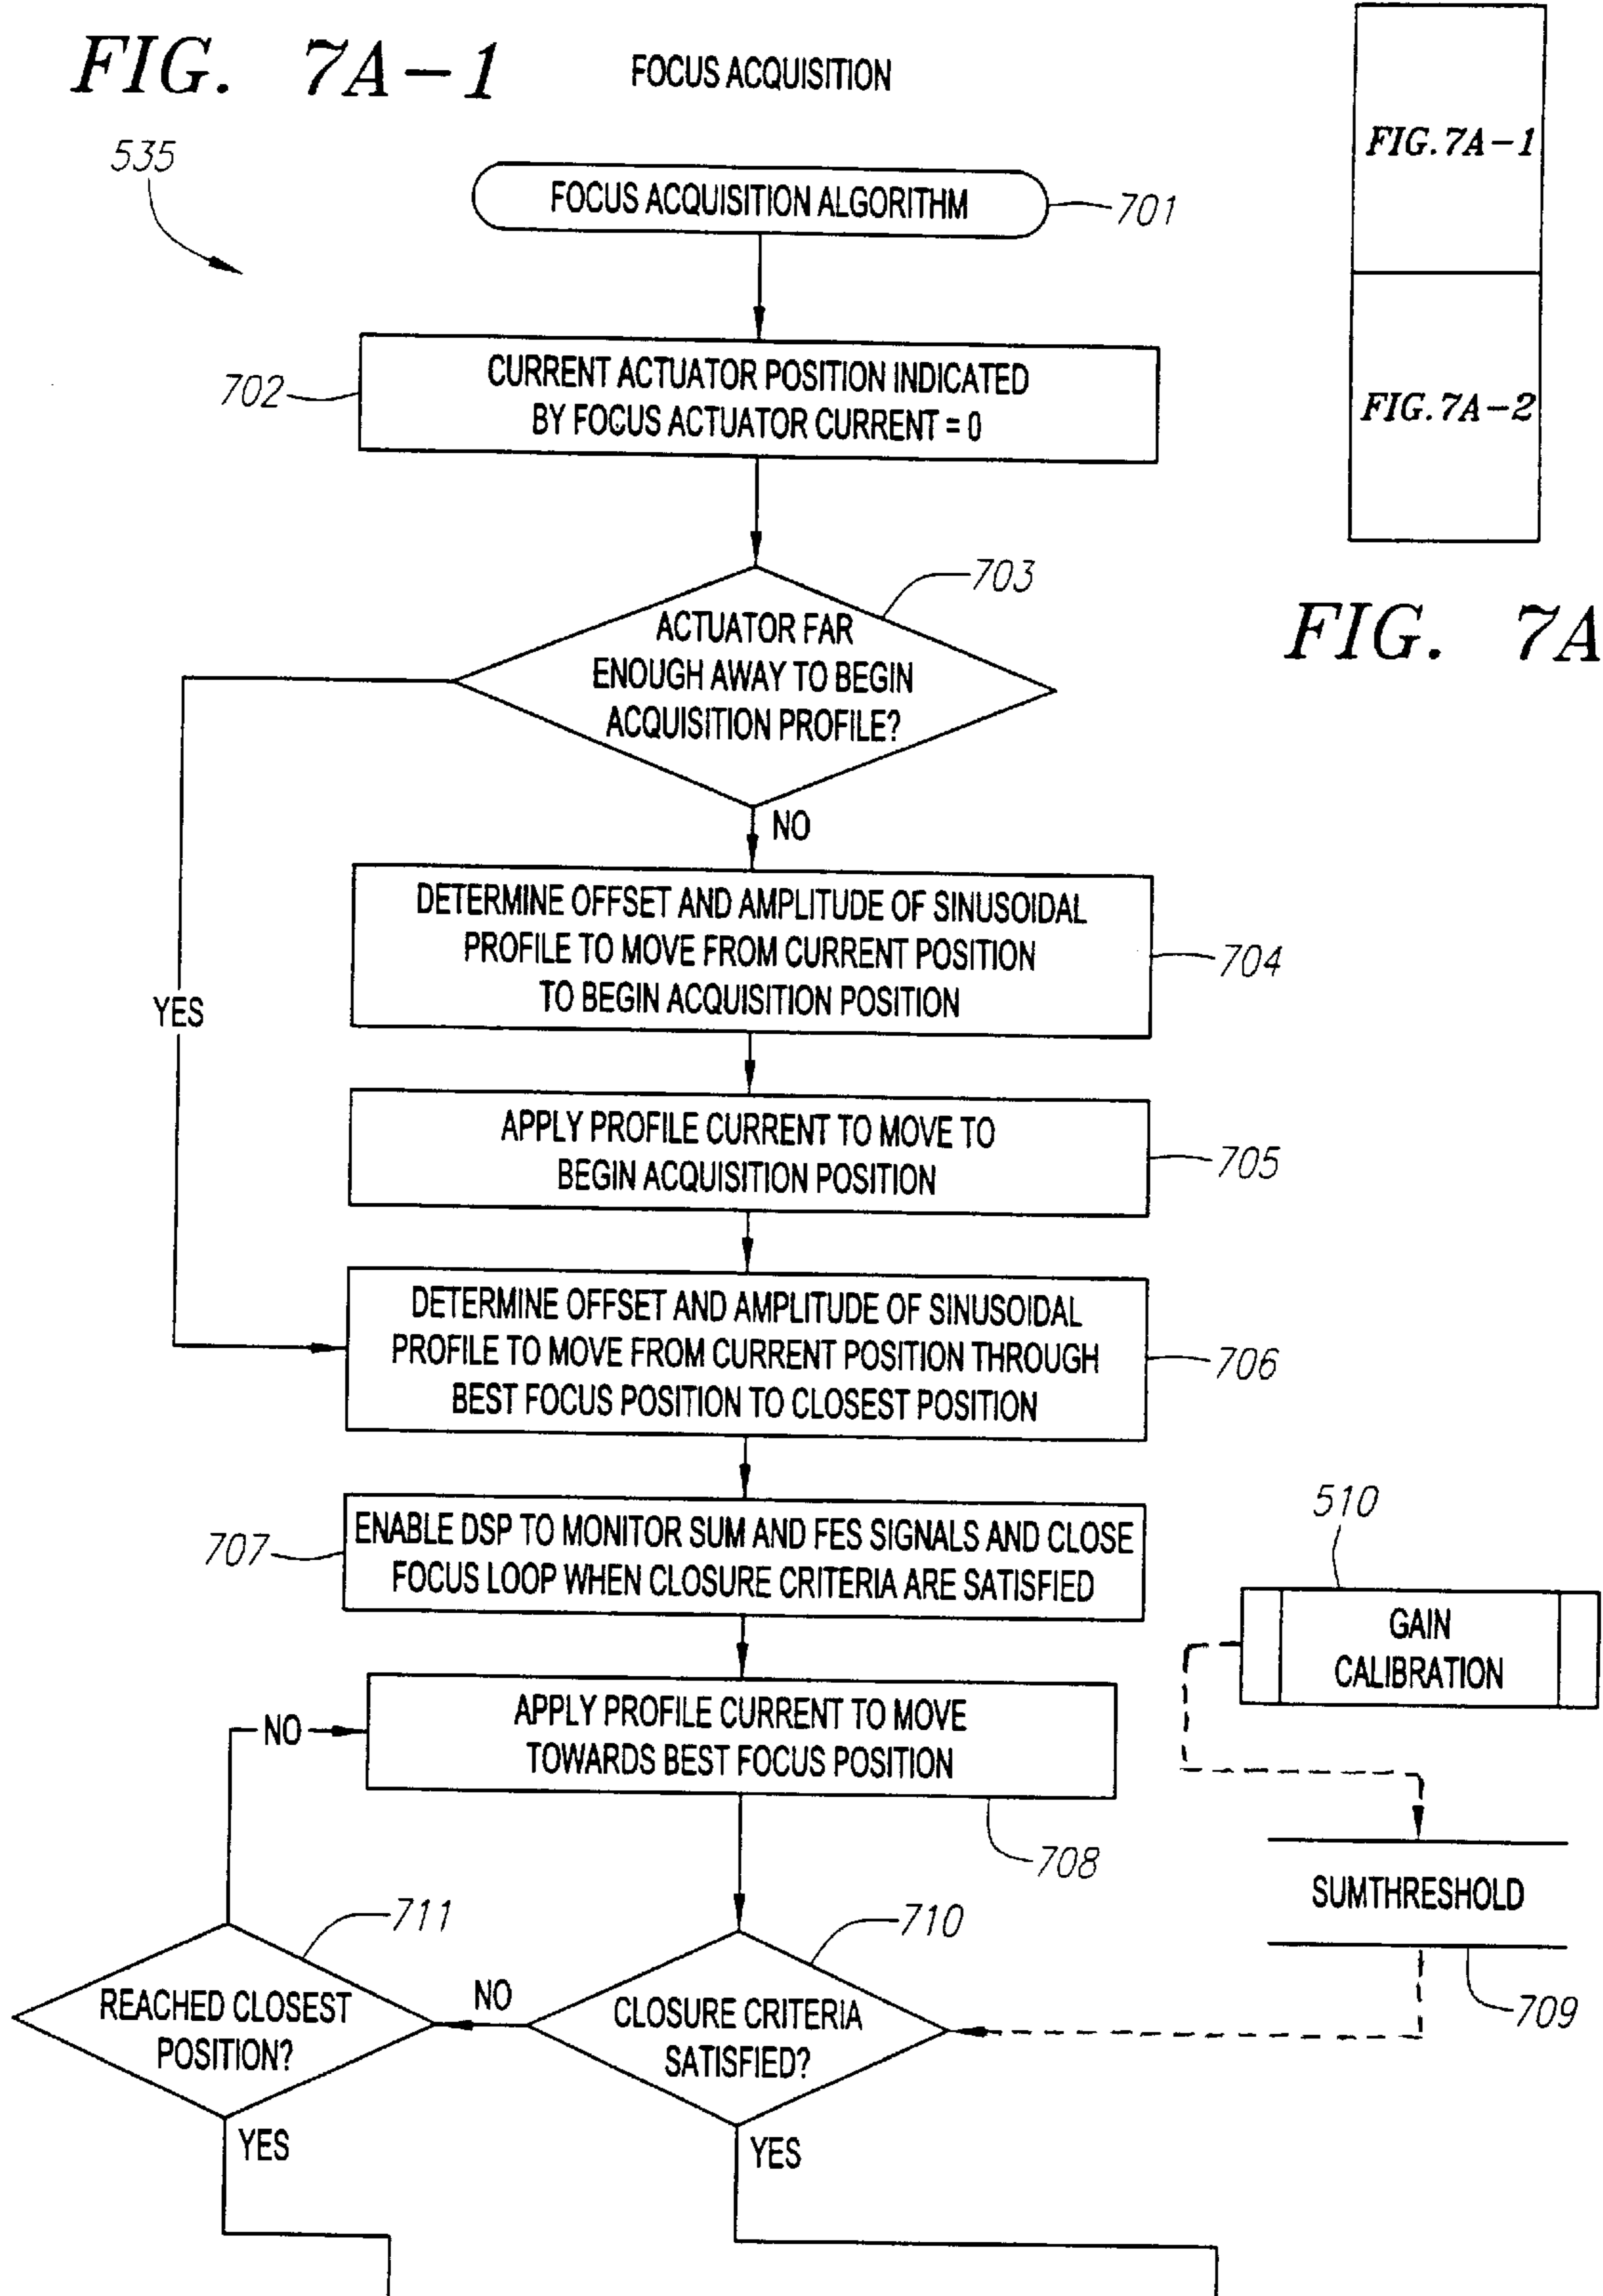 FIG. 7A-1
FOCUS ACQUISITION
FIG. 7A-1
FIG. 7A-2
FIG. 7A
535
FOCUS ACQUISITION ALGORITHM
701
702
CURRENT ACTUATOR POSITION INDICATED
BY FOCUS ACTUATOR CURRENT = 0
703
ACTUATOR FAR
ENOUGH AWAY TO BEGIN
ACQUISITION PROFILE?
NO
YES
DETERMINE OFFSET AND AMPLITUDE OF SINUSOIDAL
PROFILE TO MOVE FROM CURRENT POSITION
TO BEGIN ACQUISITION POSITION
704
APPLY PROFILE CURRENT TO MOVE TO
BEGIN ACQUISITION POSITION
705
DETERMINE OFFSET AND AMPLITUDE OF SINUSOIDAL
PROFILE TO MOVE FROM CURRENT POSITION THROUGH
BEST FOCUS POSITION TO CLOSEST POSITION
706
707
ENABLE DSP TO MONITOR SUM AND FES SIGNALS AND CLOSE
FOCUS LOOP WHEN CLOSURE CRITERIA ARE SATISFIED
510
GAIN
CALIBRATION
NO
APPLY PROFILE CURRENT TO MOVE
TOWARDS BEST FOCUS POSITION
708
SUMTHRESHOLD
709
711
REACHED CLOSEST
POSITION?
NO
710
CLOSURE CRITERIA
SATISFIED?
YES
YES